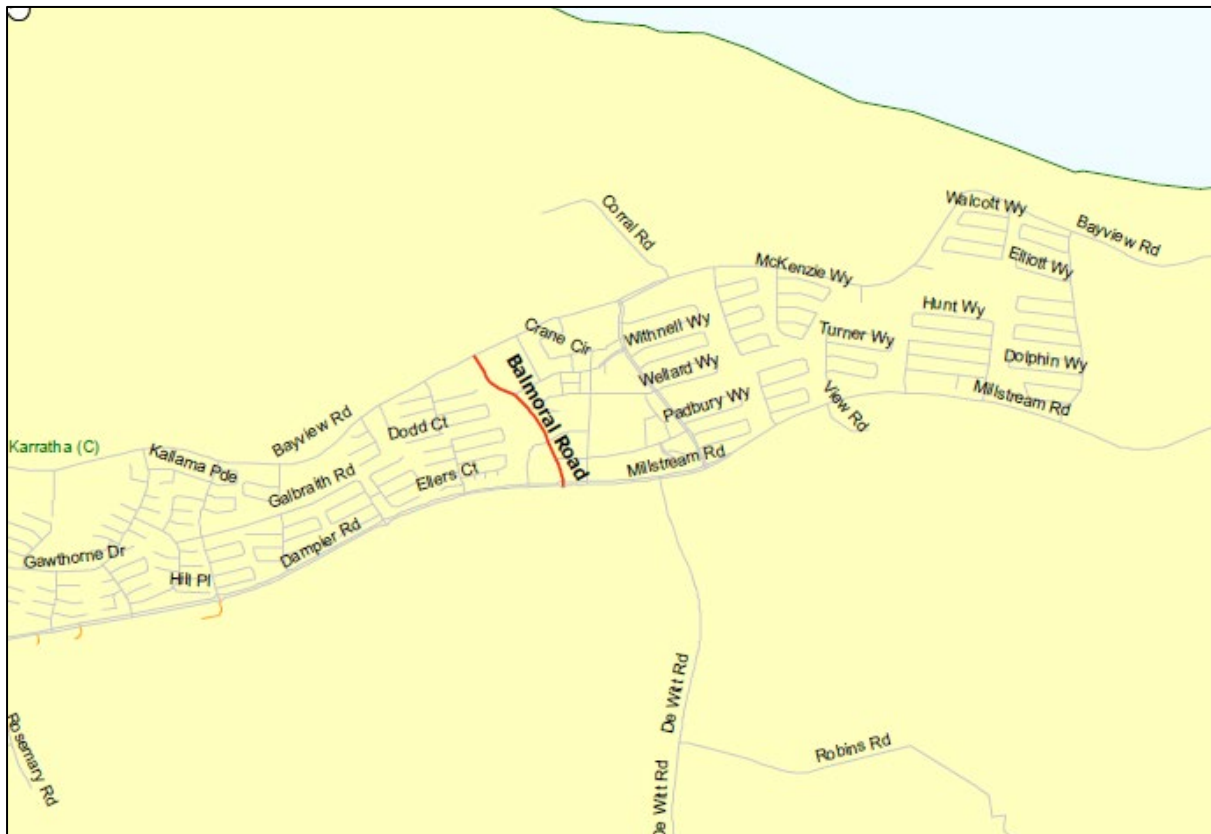 Walcott Wy
Corral Rd
Bayview Rd
Elliott Wy
McKenzie Wy
Hunt Wy
Withnell Wy
Crane Cir
Turner Wy
Dolphin Wy
Wellard Wy
Balmoral Road
Millstream Rd
Padbury Wy
View Rd
Bayview Rd
Dodd Ct
Karratha (C)
Kallama Pde
Millstream Rd
Galbraith Rd
Ellers Ct
Dampier Rd
Gawthorne Dr
Hill Pl
De Witt Rd
Rosemary Rd
Robins Rd
De Witt Rd